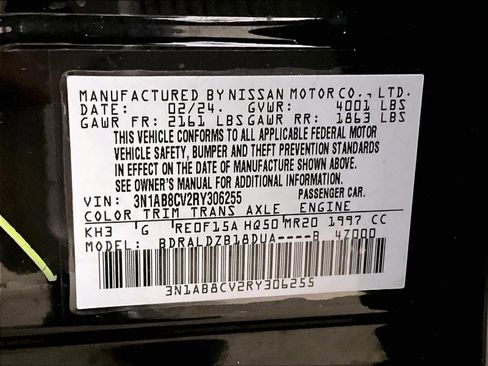 MANUFACTURED BY NISSAN MOTOR CO., LTD.
DATE: 02/24. GVWR: 4001 LBS
GAWR FR: 2161 LBS GAWR RR: 1863 LBS
THIS VEHICLE CONFORMS TO ALL APPLICABLE FEDERAL MOTOR
VEHICLE SAFETY, BUMPER AND THEFT PREVENTION STANDARDS
IN EFFECT ON THE DATE OF MANUFACTURE SHOWN ABOVE.
SEE OWNER'S MANUAL FOR ADDITIONAL INFORMATION.
VIN: 3N1AB8CV2RY306255 PASSENGER CAR.
COLOR TRIM TRANS AXLE ENGINE
KH3 G RE0F15A HQ50 MR20 1997 CC
MODEL: BDRALDZB18DUA----B 4Z000
3N1AB8CV2RY306255